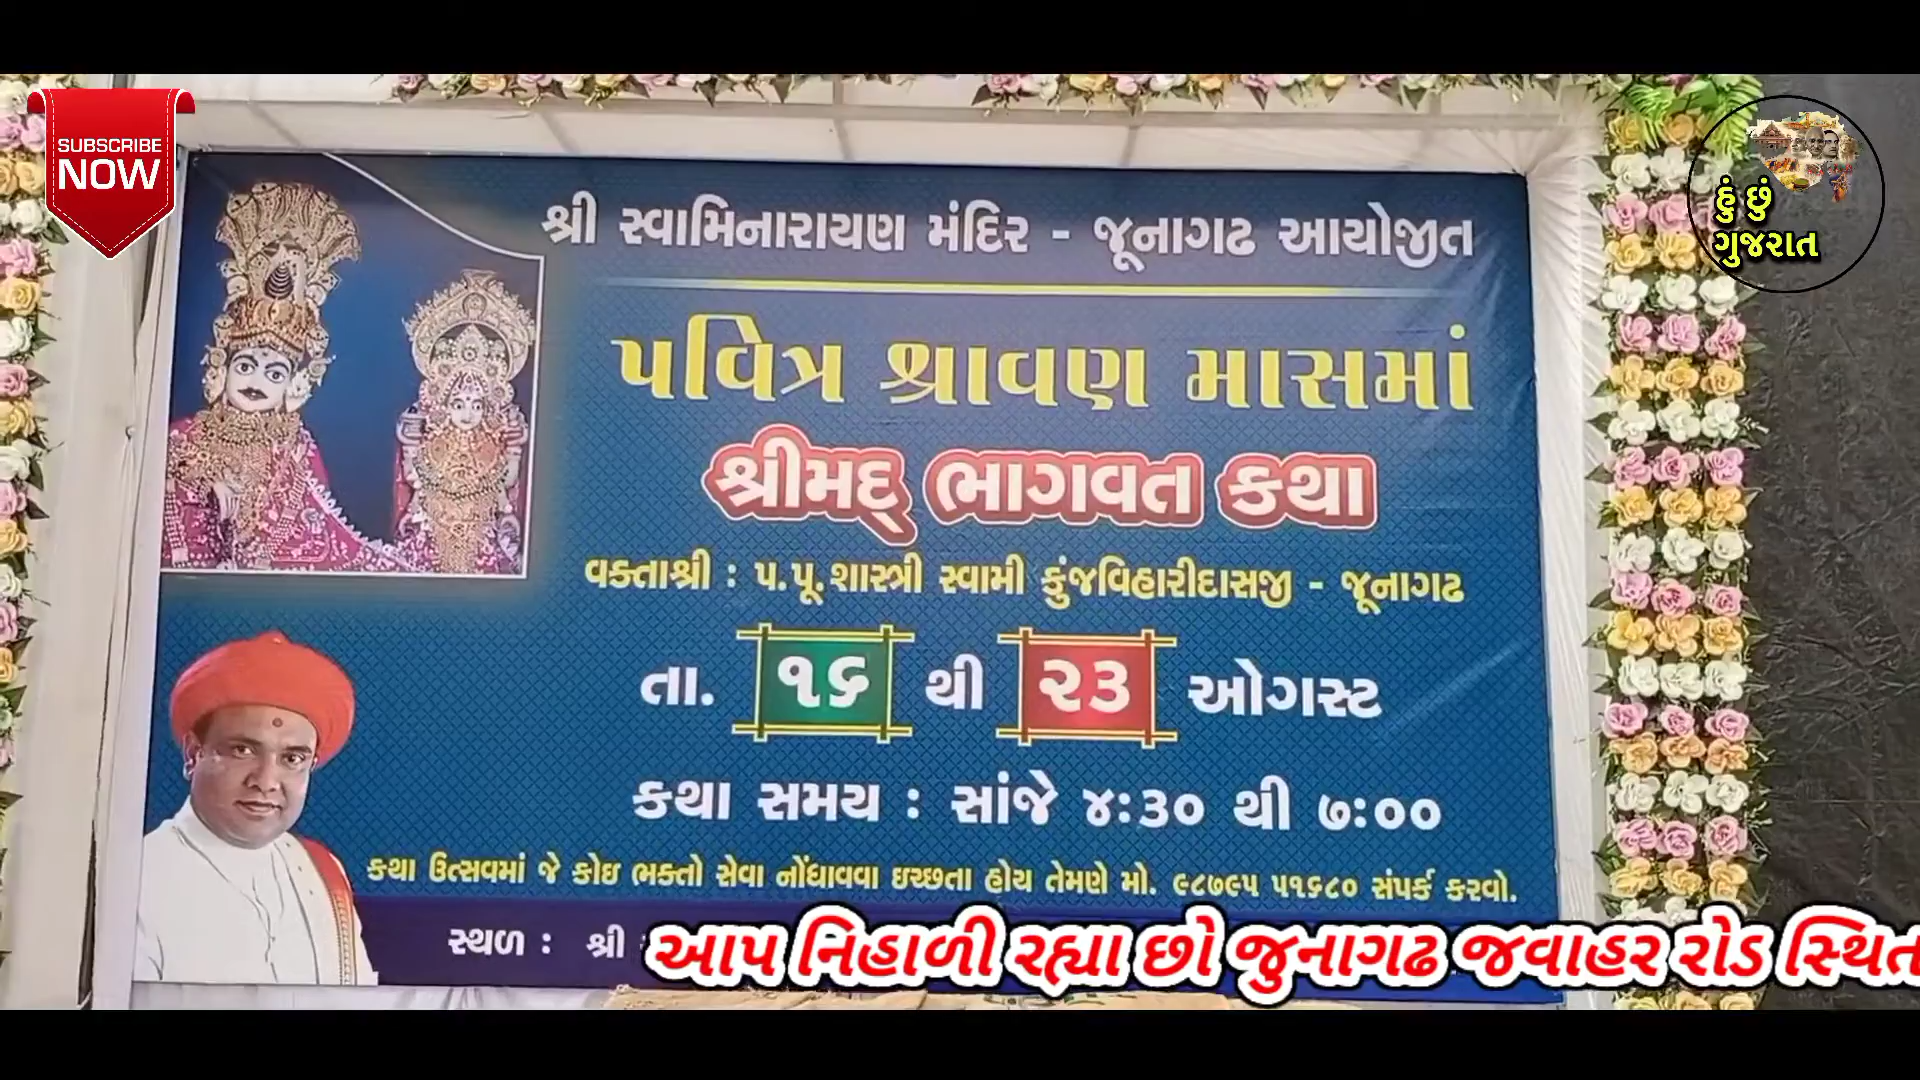 SUBSCRIBE
NOW
હું છું
ગુજરાત
શ્રી સ્વામિનારાયણ મંદિર - જૂનાગઢ આયોજીત
પવિત્ર શ્રાવણ માસમાં
શ્રીમદ્ ભાગવત કથા
વક્તાશ્રી : પ.પૂ.શાસ્ત્રી સ્વામી કુંજવિહારીદાસજી - જૂનાગઢ
તા. ૧૬ થી ૨૩ ઓગસ્ટ
કથા સમય : સાંજે ૪:૩૦ થી ૭:૦૦
કથા ઉત્સવમાં જે કોઇ ભક્તો સેવા નોંધાવવા ઇચ્છતા હોય તેમણે મો. ૯૮૭૯૫ ૫૧૬૮૦ સંપર્ક કરવો.
સ્થળ : શ્રી
આપ નિહાળી રહ્યા છો જુનાગઢ જવાહર રોડ સ્થિત